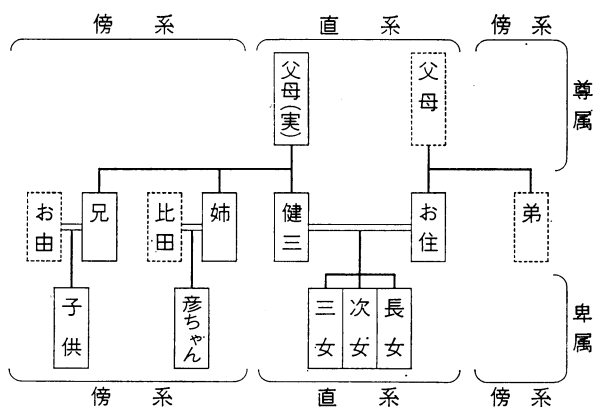 傍系
直系
傍系
尊属
父母(実)
父母
お由
兄
比田
姉
健三
お住
弟
子供
彦ちゃん
三女
次女
長女
卑属
傍系
直系
傍系